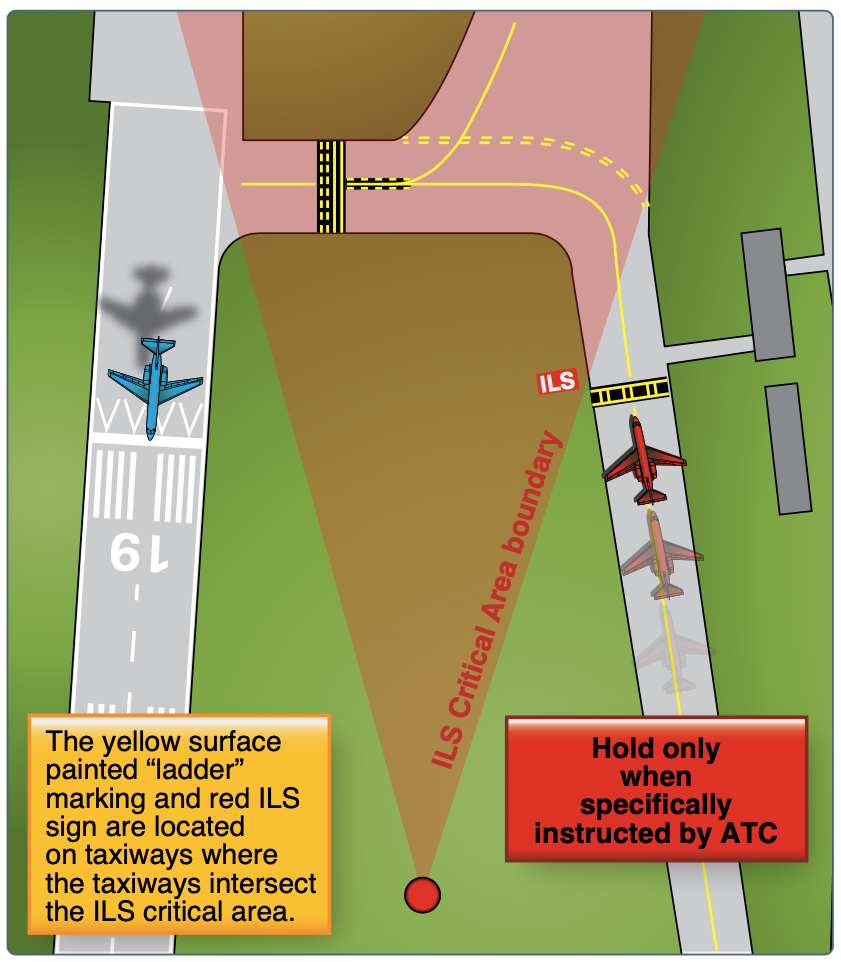 ILS
ILS Critical Area boundary
19
The yellow surface
painted “ladder”
marking and red ILS
sign are located
on taxiways where
the taxiways intersect
the ILS critical area.
Hold only
when
specifically
instructed by ATC